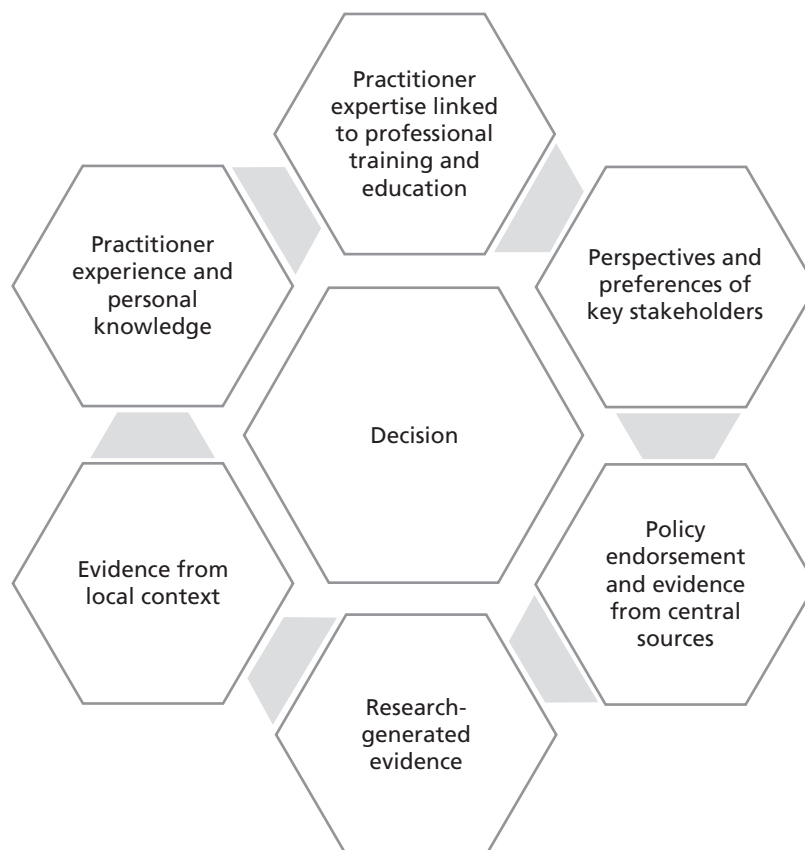 Practitioner
expertise linked
to professional
training and
education
Practitioner
experience and
personal
knowledge
Perspectives and
preferences of
key stakeholders
Decision
Evidence from
local context
Policy
endorsement
and evidence
from central
sources
Research-
generated
evidence